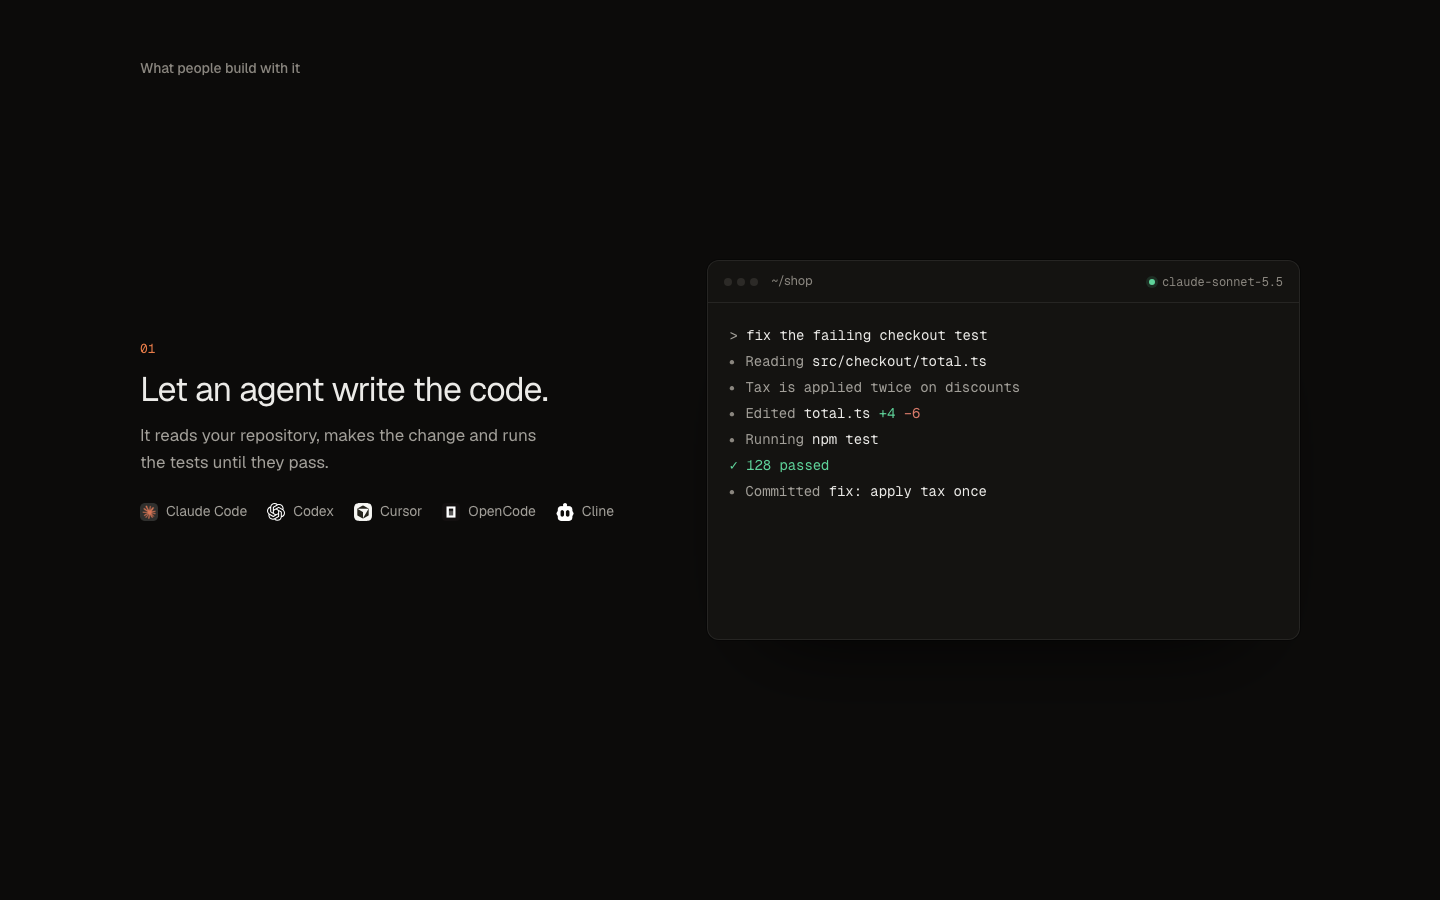 What people build with it
01
Let an agent write the code.
It reads your repository, makes the change and runs
the tests until they pass.
Claude Code Codex Cursor OpenCode Cline
~/shop claude-sonnet-5.5
> fix the failing checkout test
• Reading src/checkout/total.ts
• Tax is applied twice on discounts
• Edited total.ts +4 −6
• Running npm test
✓ 128 passed
• Committed fix: apply tax once